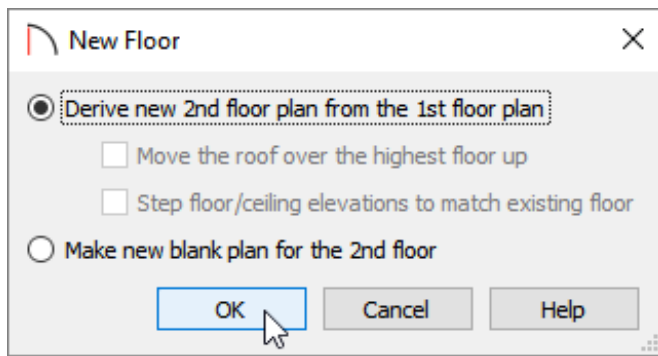 New Floor
Derive new 2nd floor plan from the 1st floor plan
Move the roof over the highest floor up
Step floor/ceiling elevations to match existing floor
Make new blank plan for the 2nd floor
OK Cancel Help